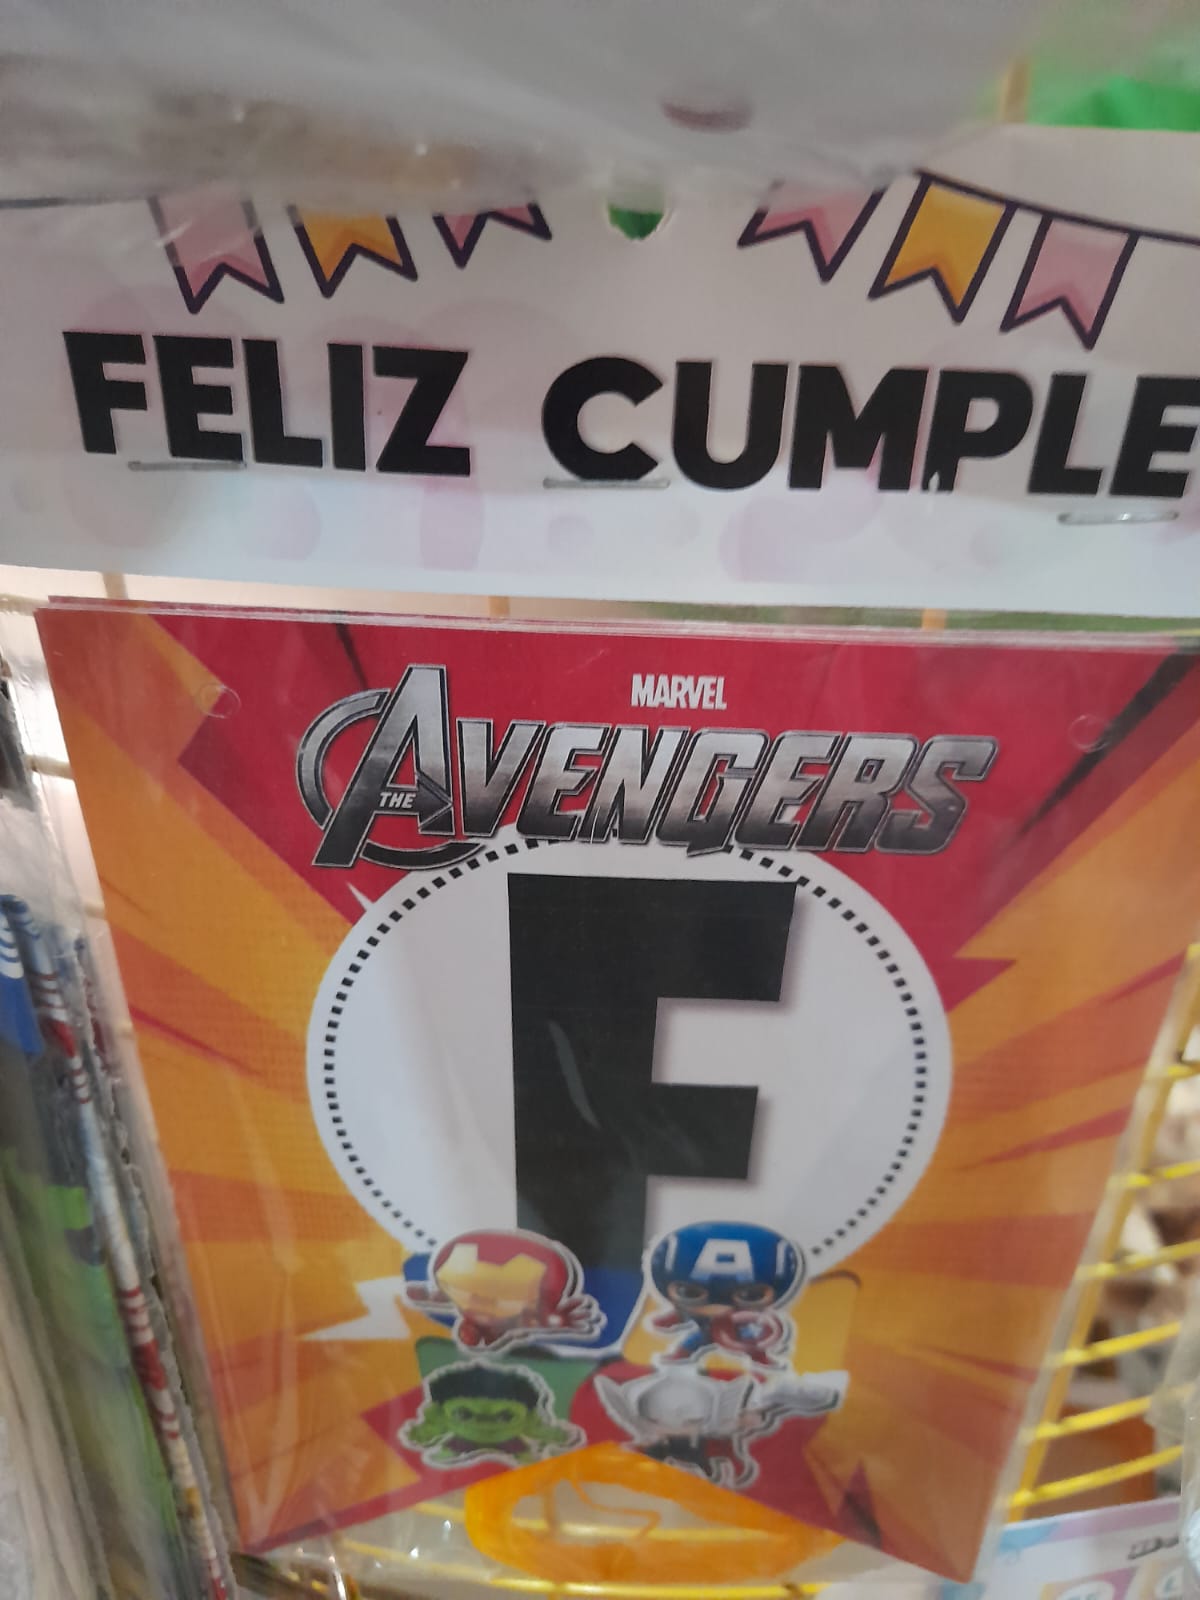 FELIZ CUMPLE
MARVEL
THE AVENGERS
F
A